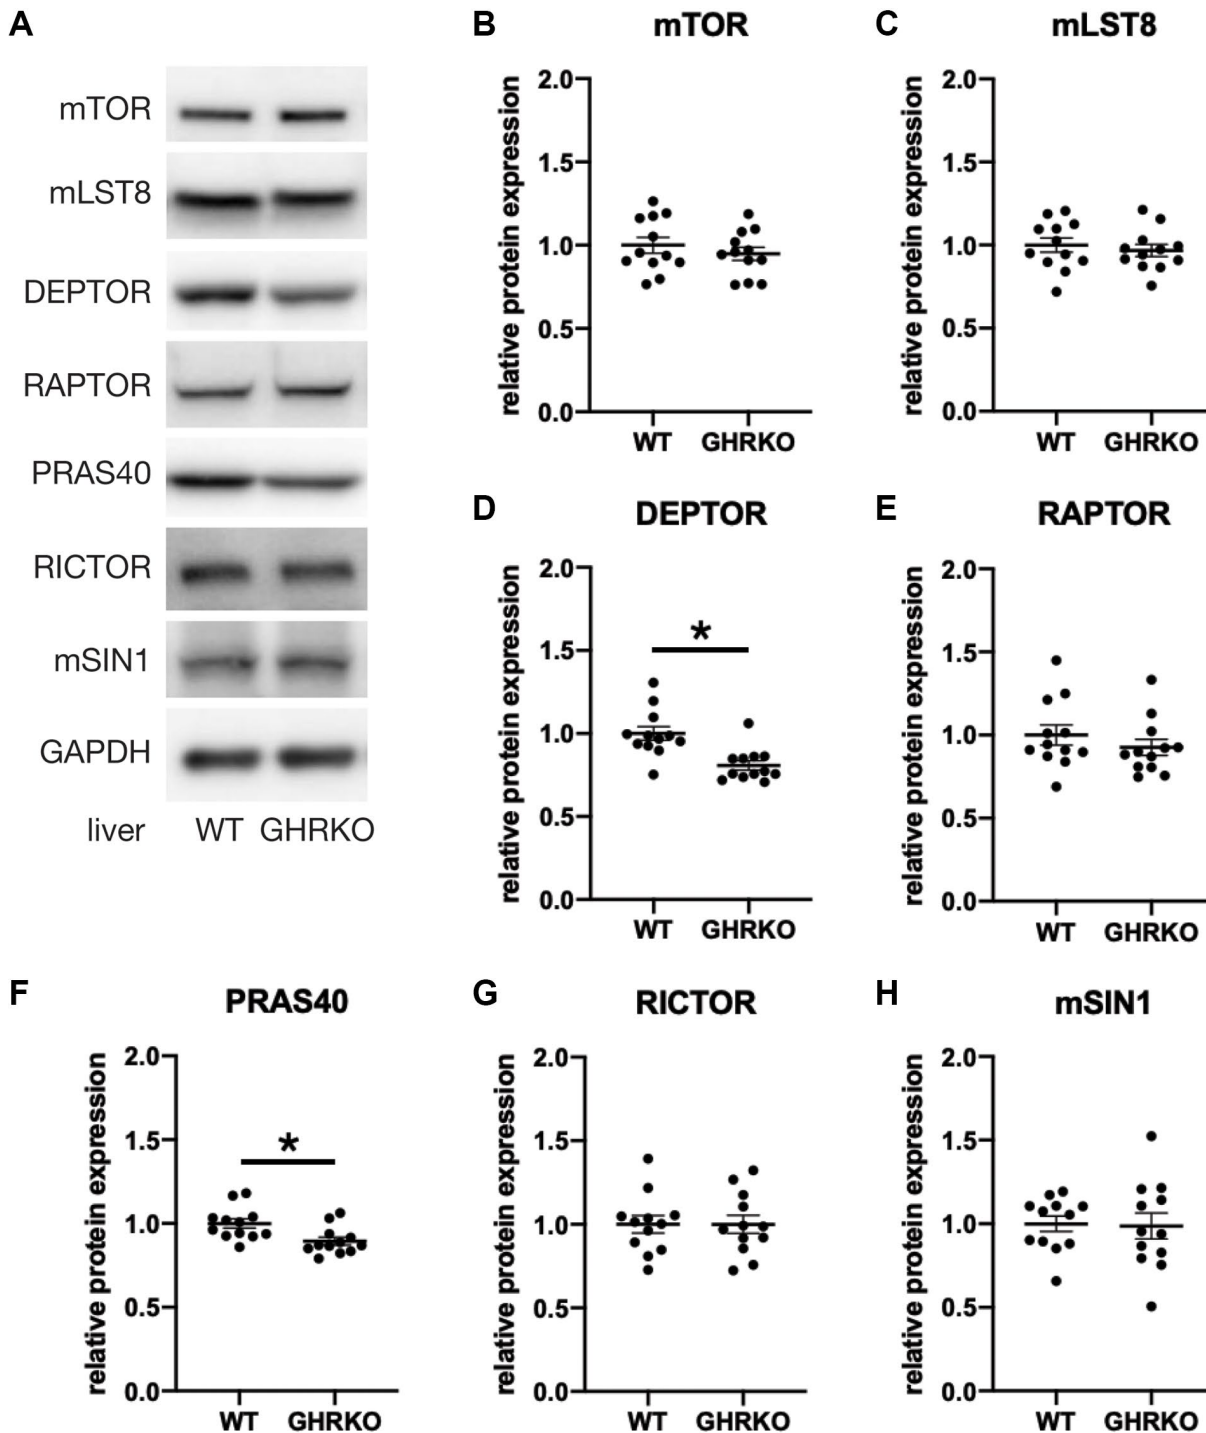 A
mTOR
mLST8
DEPTOR
RAPTOR
PRAS40
RICTOR
mSIN1
GAPDH
liver WT GHRKO
B mTOR
relative protein expression
2.0
1.5
1.0
0.5
0.0
WT GHRKO
C mLST8
relative protein expression
2.0
1.5
1.0
0.5
0.0
WT GHRKO
D DEPTOR
relative protein expression
2.0
1.5
1.0
0.5
0.0
*
WT GHRKO
E RAPTOR
relative protein expression
2.0
1.5
1.0
0.5
0.0
WT GHRKO
F PRAS40
relative protein expression
2.0
1.5
1.0
0.5
0.0
*
WT GHRKO
G RICTOR
relative protein expression
2.0
1.5
1.0
0.5
0.0
WT GHRKO
H mSIN1
relative protein expression
2.0
1.5
1.0
0.5
0.0
WT GHRKO